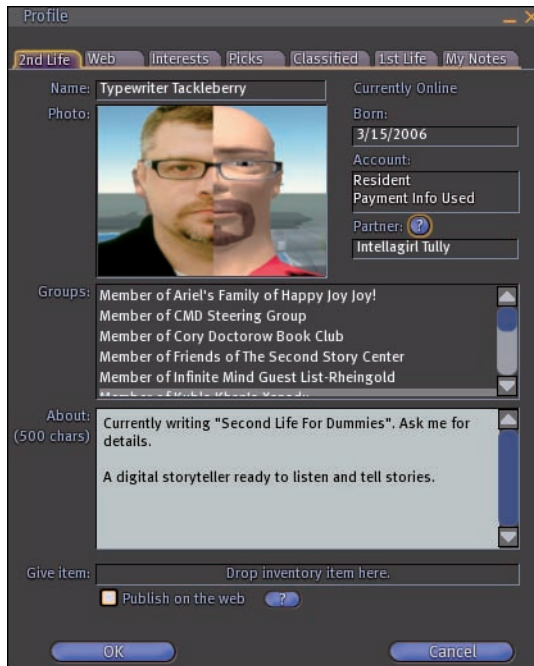 Profile
2nd Life Web Interests Picks Classified 1st Life My Notes
Name: Typewriter Tackleberry
Currently Online
Photo:
Born:
3/15/2006
Account:
Resident
Payment Info Used
Partner: ?
Intellagirl Tully
Groups:
Member of Ariel's Family of Happy Joy Joy!
Member of CMD Steering Group
Member of Cory Doctorow Book Club
Member of Friends of The Second Story Center
Member of Infinite Mind Guest List-Rheingold
Member of Kubla Khan's Xanadu
About:
(500 chars)
Currently writing "Second Life For Dummies". Ask me for
details.
A digital storyteller ready to listen and tell stories.
Give item: Drop inventory item here.
Publish on the web ?
OK Cancel